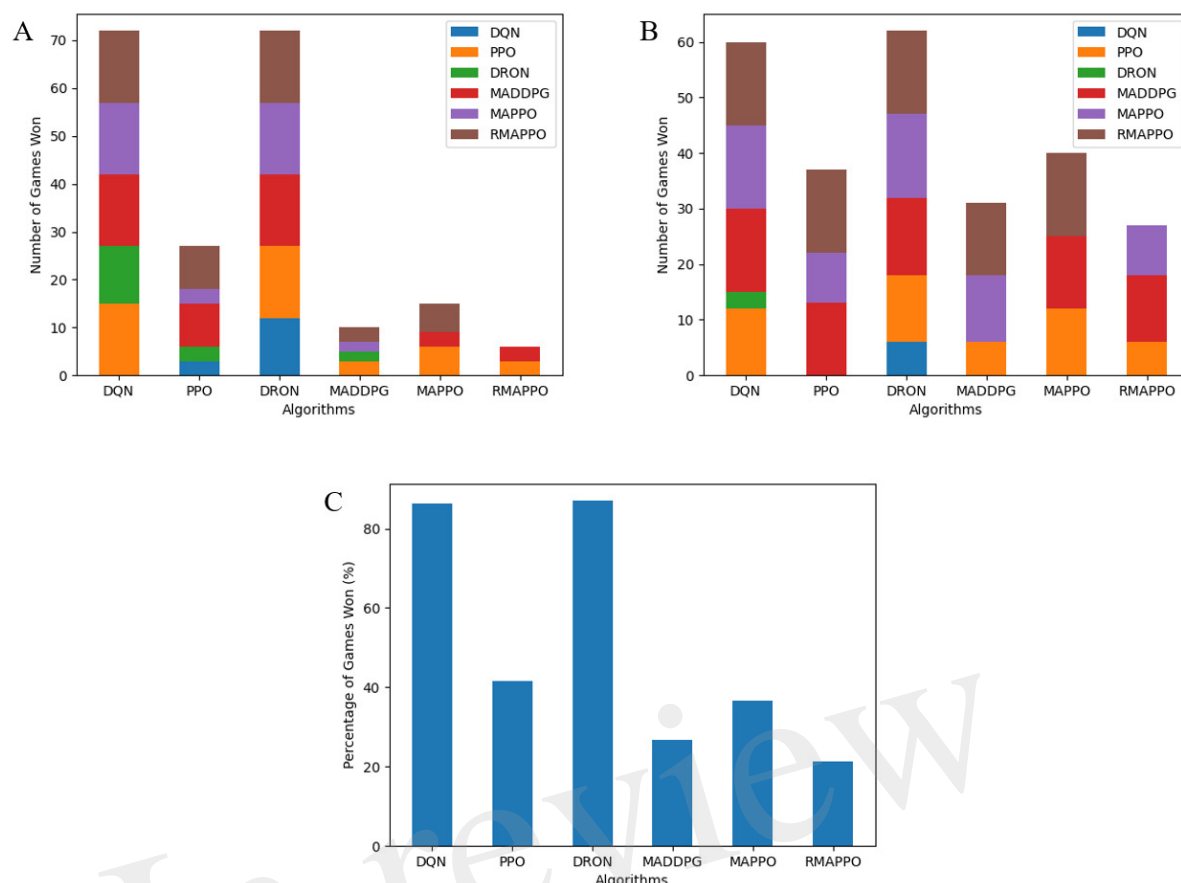 A
Number of Games Won
70
60
50
40
30
20
10
0
DQN
PPO
DRON
MADDPG
MAPPO
RMAPPO
DQN PPO DRON MADDPG MAPPO RMAPPO
Algorithms
B
Number of Games Won
60
50
40
30
20
10
0
DQN
PPO
DRON
MADDPG
MAPPO
RMAPPO
DQN PPO DRON MADDPG MAPPO RMAPPO
Algorithms
C
Percentage of Games Won (%)
80
60
40
20
0
DQN PPO DRON MADDPG MAPPO RMAPPO
Algorithms
In review